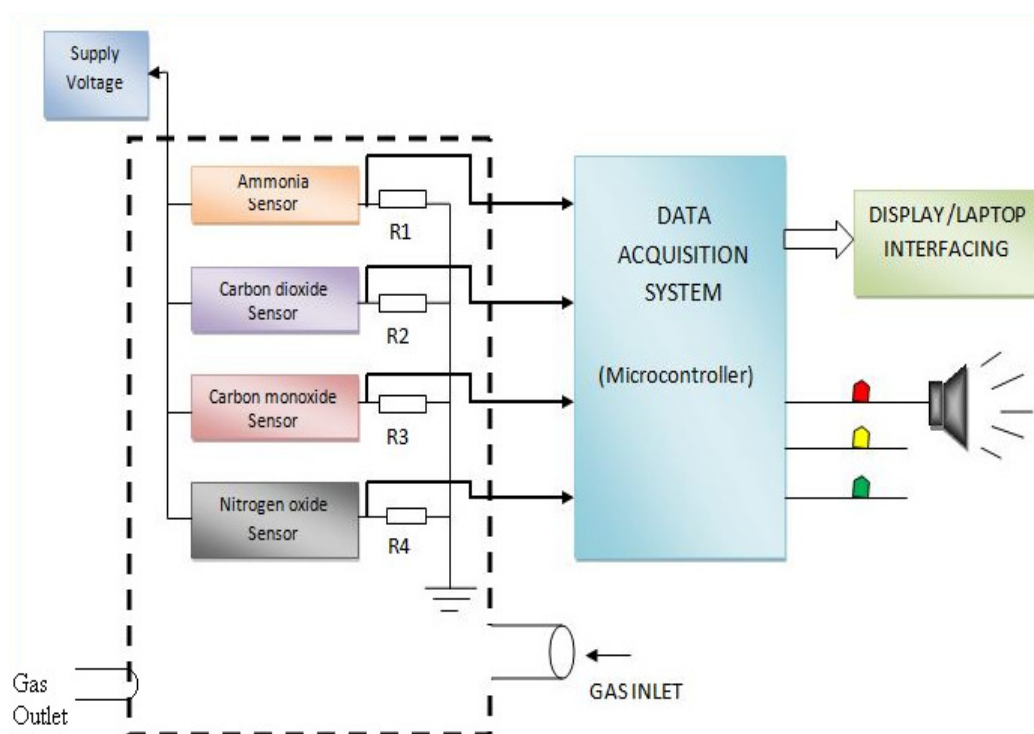 Supply
Voltage
Ammonia
Sensor
R1
Carbon dioxide
Sensor
R2
Carbon monoxide
Sensor
R3
Nitrogen oxide
Sensor
R4
DATA
ACQUISITION
SYSTEM
(Microcontroller)
DISPLAY/LAPTOP
INTERFACING
GAS INLET
Gas
Outlet